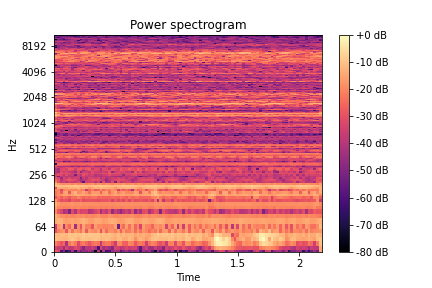 Power spectrogram
+0 dB
8192
-10 dB
4096
-20 dB
2048
-30 dB
1024
Hz
-40 dB
512
-50 dB
256
-60 dB
128
-70 dB
64
0
-80 dB
0 0.5 1 1.5 2
Time